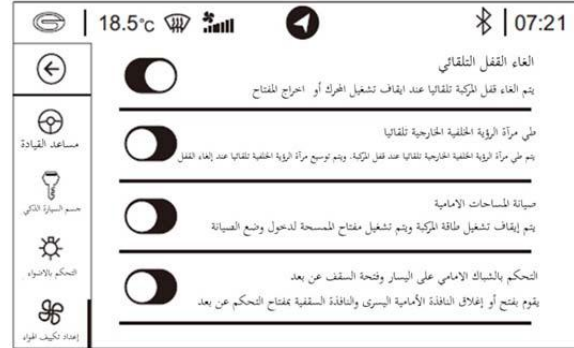 18.5°c
07:21
الغاء القفل التلقائي
يتم الغاء قفل المركبة تلقائيا عند ايقاف تشغيل المحرك أو اخراج المفتاح
طي مرآة الرؤية الخلفية الخارجية تلقائيا
يتم طي مرآة الرؤية الخلفية الخارجية تلقائيا عند قفل المركبة. ويتم توسيع مرآة الرؤية الخلفية تلقائيا عند إلغاء القفل
صيانة المساحات الامامية
يتم إيقاف تشغيل طاقة المركبة ويتم تشغيل مفتاح الممسحة لدخول وضع الصيانة
التحكم بالشباك الامامي على اليسار وفتحة السقف عن بعد
يقوم بفتح أو إغلاق النافذة الأمامية اليسرى والنافذة السقفية بمفتاح التحكم عن بعد
مساعد القيادة
جسم السيارة الذكي
التحكم بالاضواء
إعداد تكييف الهواء